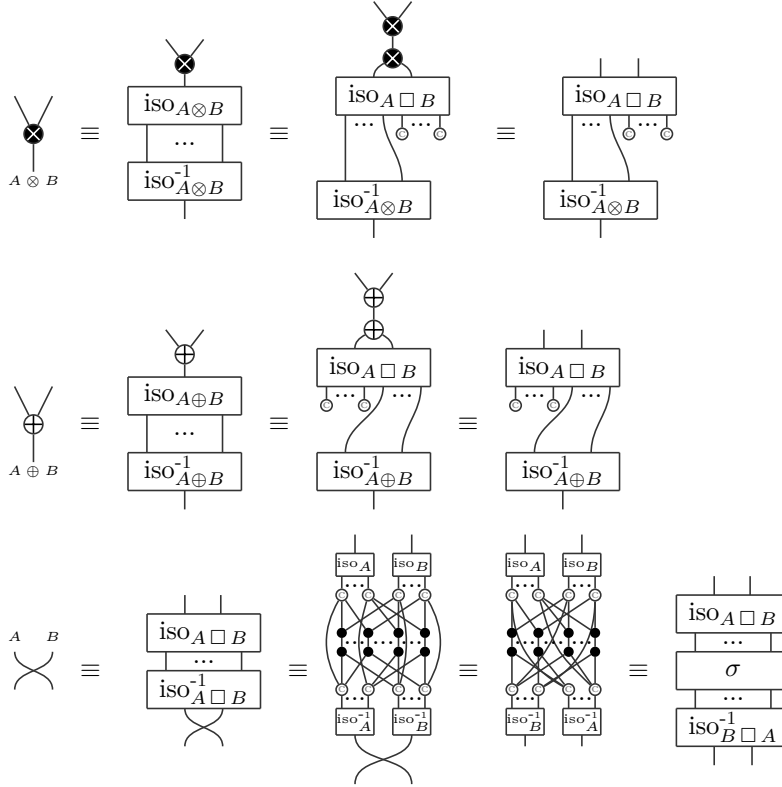 iso_{A⊗B} iso_{A □ B} iso_{A □ B}
≡ ≡ ≡
... ... ... ... ...
© © © ©
A ⊗ B iso^{-1}_{A⊗B} iso^{-1}_{A⊗B} iso^{-1}_{A⊗B}
iso_{A⊕B} iso_{A □ B} iso_{A □ B}
... ... ... ...
© © © ©
≡ ≡ ≡
...
A ⊕ B iso^{-1}_{A⊕B} iso^{-1}_{A⊕B} iso^{-1}_{A⊕B}
iso_A iso_B iso_A iso_B
... ... ... ...
© © © © © © © ©
A B iso_{A □ B} iso_{A □ B}
... ... ... ... ... ... ... ...
≡ ≡ ≡ ≡ σ
iso^{-1}_{A □ B} © © © © © © © © ...
... ... ... ...
iso^{-1}_A iso^{-1}_B iso^{-1}_B iso^{-1}_A iso^{-1}_{B □ A}